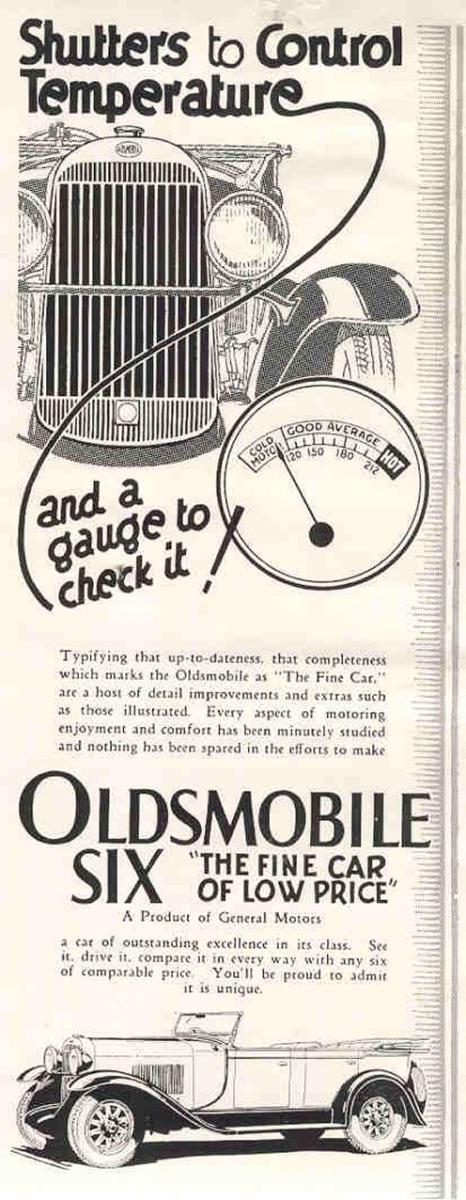 Shutters to Control
Temperature
COLD
MOTOR
GOOD AVERAGE
HOT
120 150 180 212
and a
gauge to
check it!
Typifying that up-to-dateness, that completeness
which marks the Oldsmobile as "The Fine Car,"
are a host of detail improvements and extras such
as those illustrated. Every aspect of motoring
enjoyment and comfort has been minutely studied
and nothing has been spared in the efforts to make
OLDSMOBILE
SIX "THE FINE CAR
OF LOW PRICE"
A Product of General Motors
a car of outstanding excellence in its class. See
it, drive it, compare it in every way with any six
of comparable price. You'll be proud to admit
it is unique.